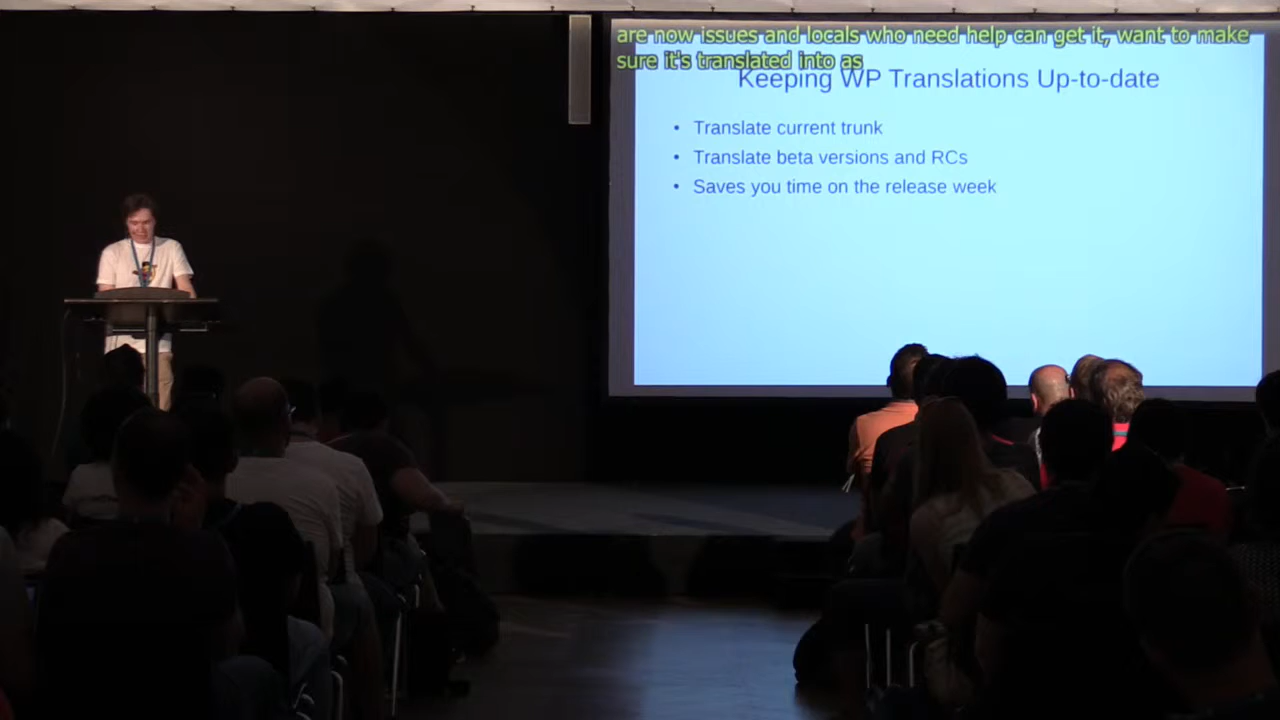 are now issues and locals who need help can get it, want to make
sure it's translated into as
Keeping WP Translations Up-to-date
• Translate current trunk
• Translate beta versions and RCs
• Saves you time on the release week